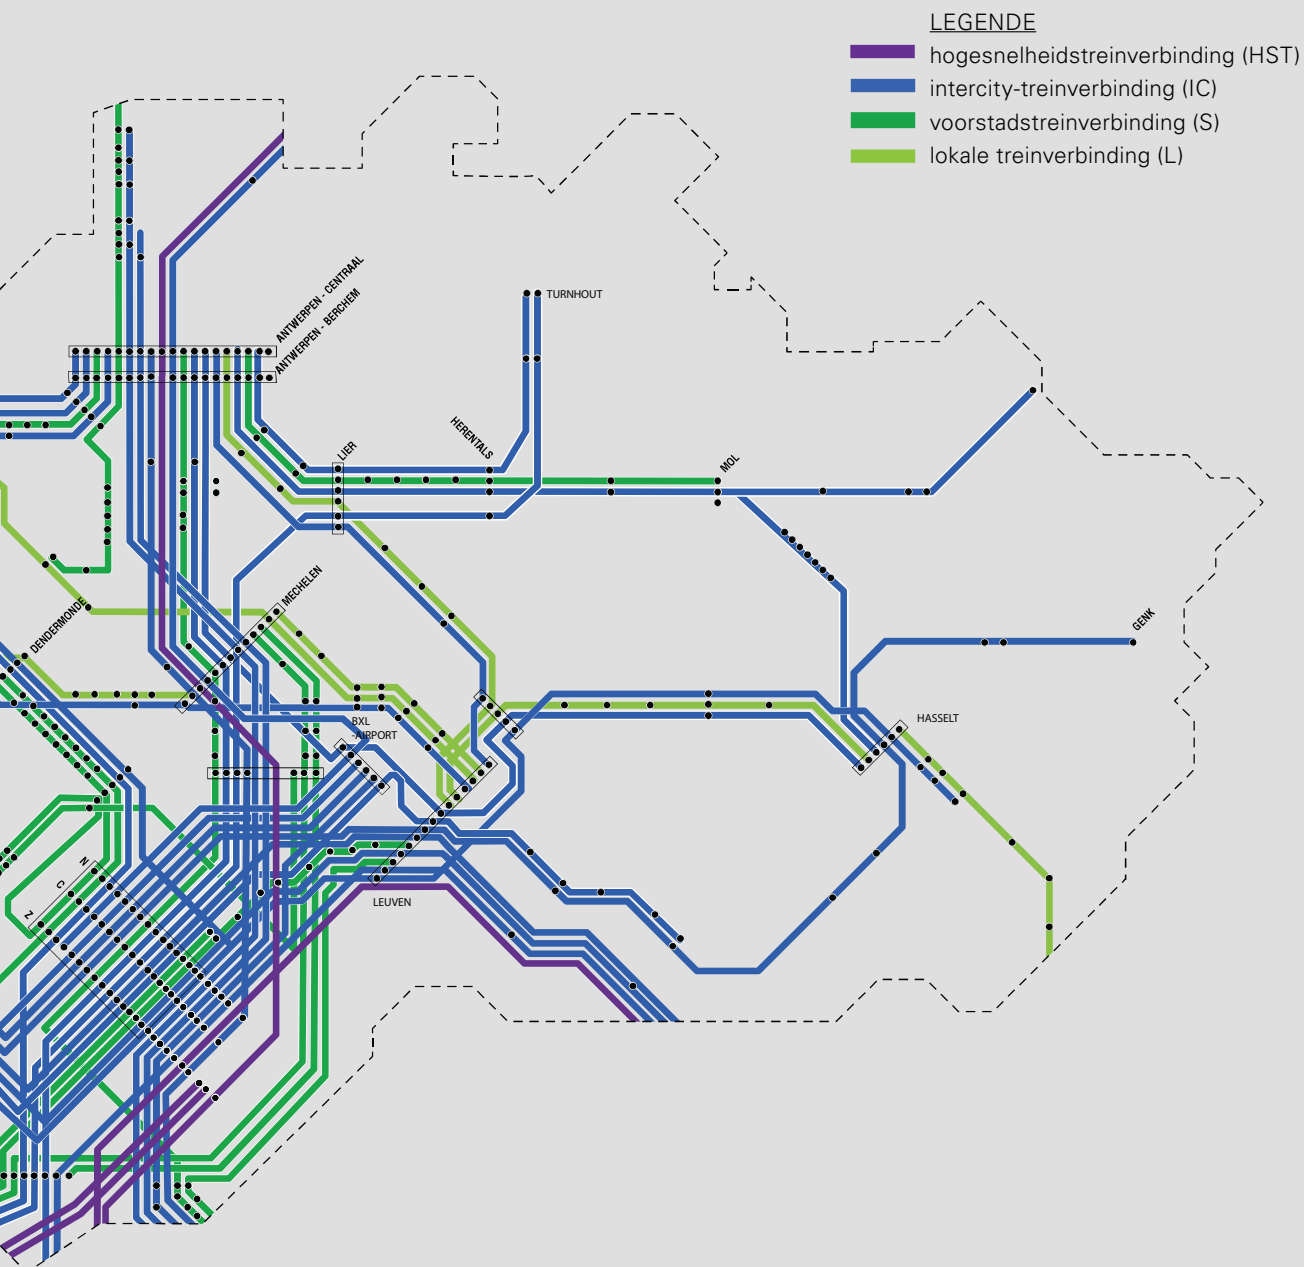 LEGENDE
hogesnelheidstreinverbinding (HST)
intercity-treinverbinding (IC)
voorstadstreinverbinding (S)
lokale treinverbinding (L)
ANTWERPEN - CENTRAAL
ANTWERPEN - BERCHEM
TURNHOUT
HERENTALS
LIER
MOL
MECHELEN
DENDERMONDE
GENK
HASSELT
BXL
-AIRPORT
N
C
Z
LEUVEN